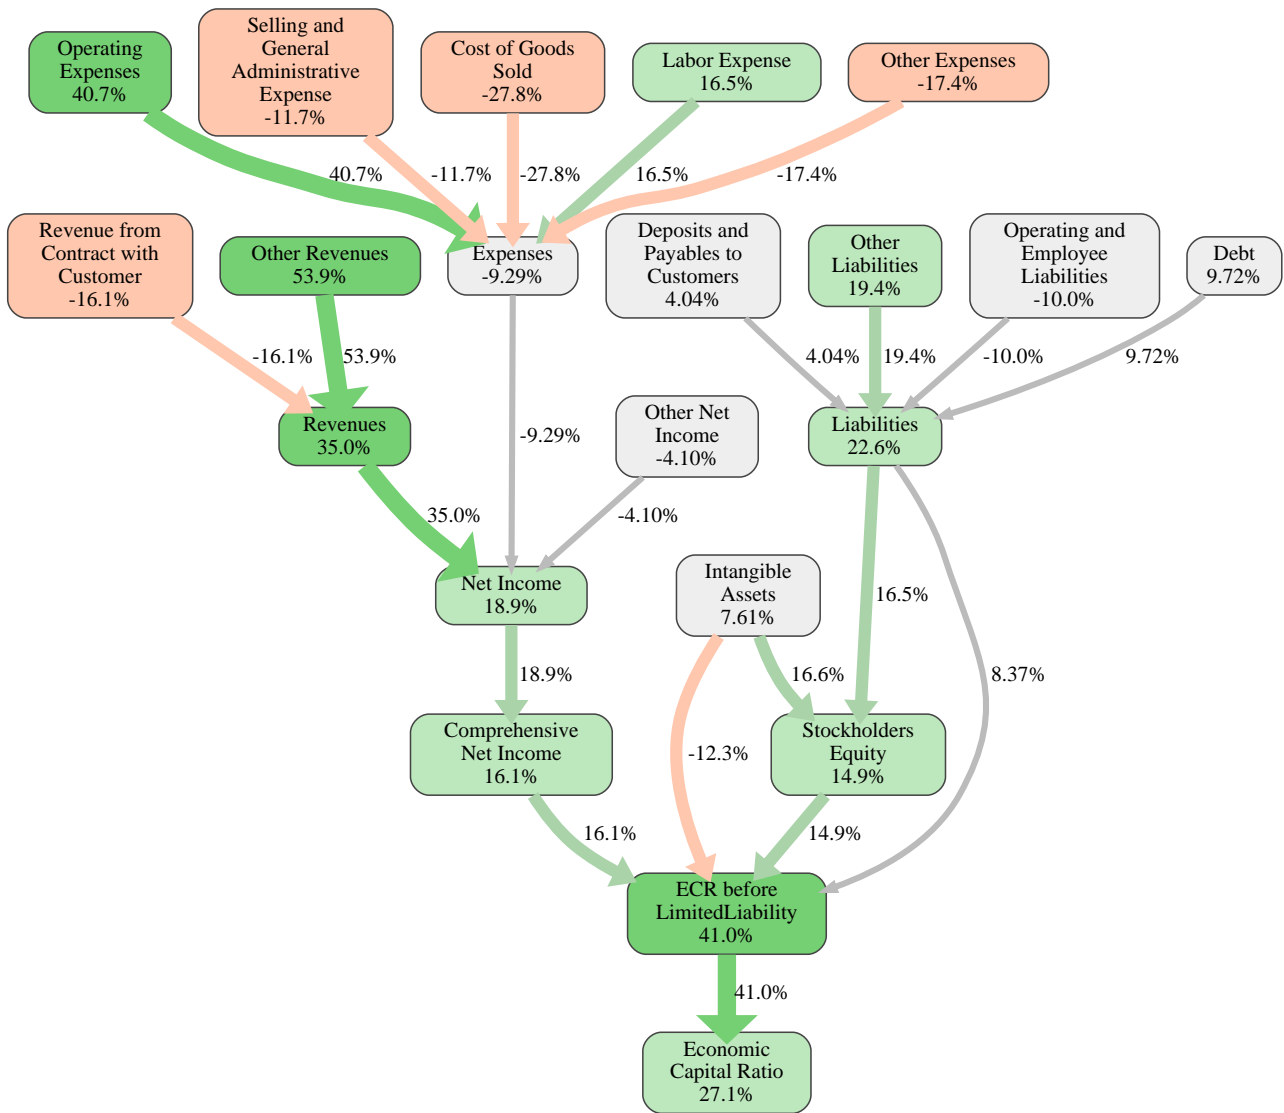 Operating
Expenses
40.7%
Selling and
General
Administrative
Expense
-11.7%
Cost of Goods
Sold
-27.8%
Labor Expense
16.5%
Other Expenses
-17.4%
40.7%
-11.7%
-27.8%
16.5%
-17.4%
Revenue from
Contract with
Customer
-16.1%
Other Revenues
53.9%
Expenses
-9.29%
Deposits and
Payables to
Customers
4.04%
Other
Liabilities
19.4%
Operating and
Employee
Liabilities
-10.0%
Debt
9.72%
-16.1%
53.9%
4.04%
19.4%
-10.0%
9.72%
Revenues
35.0%
-9.29%
Other Net
Income
-4.10%
Liabilities
22.6%
35.0%
-4.10%
Net Income
18.9%
Intangible
Assets
7.61%
16.5%
18.9%
16.6%
8.37%
Comprehensive
Net Income
16.1%
-12.3%
Stockholders
Equity
14.9%
16.1%
14.9%
ECR before
LimitedLiability
41.0%
41.0%
Economic
Capital Ratio
27.1%